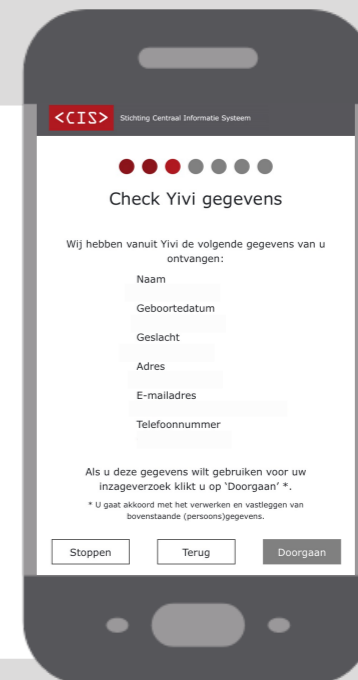 <CIS> Stichting Centraal Informatie Systeem
Check Yivi gegevens
Wij hebben vanuit Yivi de volgende gegevens van u
ontvangen:
Naam
Geboortedatum
Geslacht
Adres
E-mailadres
Telefoonnummer
Als u deze gegevens wilt gebruiken voor uw
inzageverzoek klikt u op ‘Doorgaan’ *.
* U gaat akkoord met het verwerken en vastleggen van
bovenstaande (persoons)gegevens.
Stoppen Terug Doorgaan